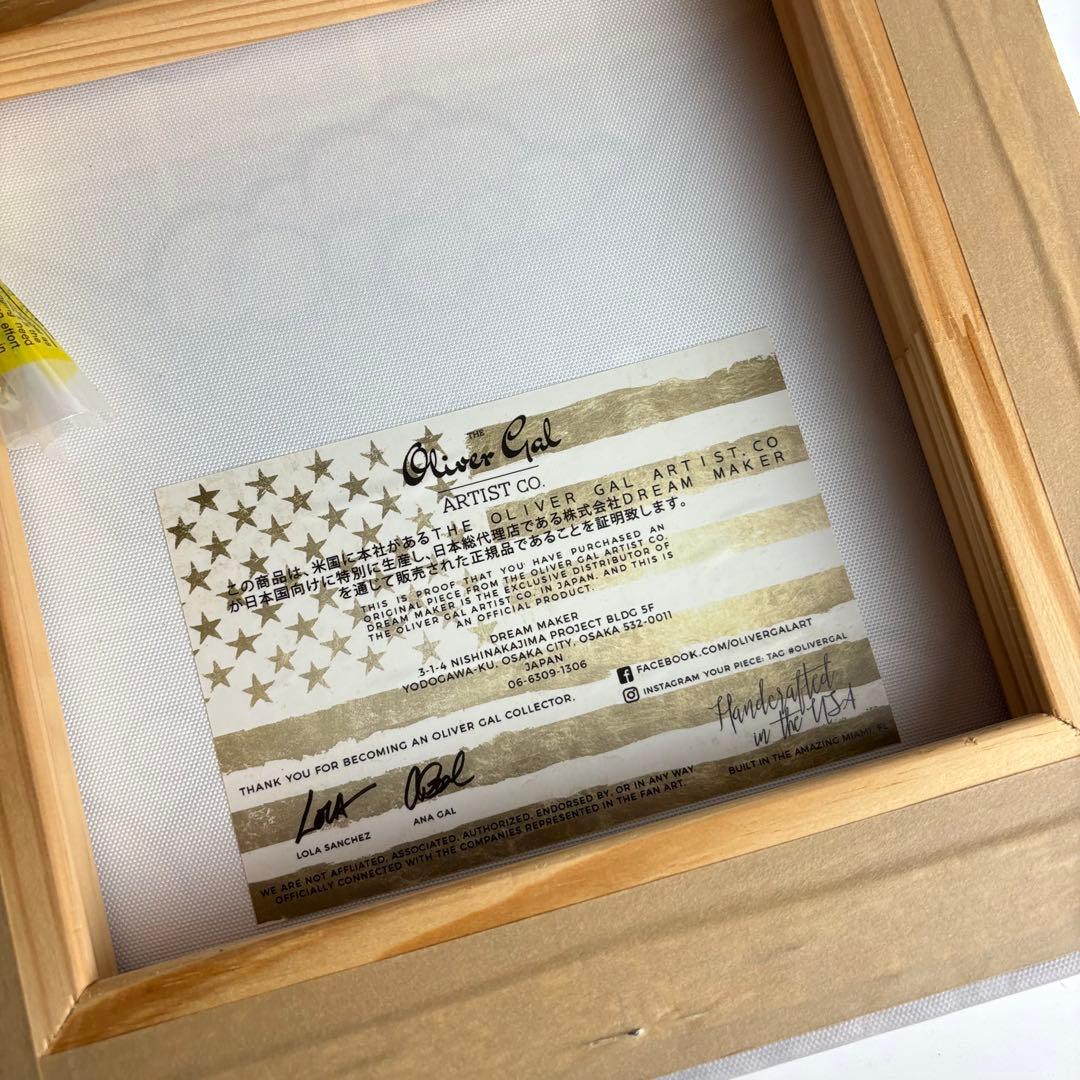 THE
Oliver Gal
ARTIST CO.
この商品は、米国に本社があるTHE OLIVER GAL ARTIST.CO
が日本国向けに特別に生産し、日本総代理店である株式会社DREAM MAKER
を通して販売された正規品であることを証明致します。
THIS IS PROOF THAT YOU HAVE PURCHASED AN
ORIGINAL PIECE FROM THE OLIVER GAL ARTIST CO.
DREAM MAKER IS THE EXCLUSIVE DISTRIBUTOR OF
THE OLIVER GAL ARTIST CO. IN JAPAN. AND THIS IS
AN OFFICIAL PRODUCT.
DREAM MAKER
3-1-4 NISHINAKAJIMA PROJECT BLDG 5F
YODOGAWA-KU, OSAKA CITY, OSAKA 532-0011
JAPAN
06-6309-1306
FACEBOOK.COM/OLIVERGALART
INSTAGRAM YOUR PIECE: TAG #OLIVERGAL
THANK YOU FOR BECOMING AN OLIVER GAL COLLECTOR.
Handcrafted
in the USA
BUILT IN THE AMAZING MIAMI, FL
LOLA
LOLA SANCHEZ
ANA GAL
WE ARE NOT AFFLIATED, ASSOCIATED, AUTHORIZED, ENDORSED BY, OR IN ANY WAY
OFFICIALLY CONNECTED WITH THE COMPANIES REPRESENTED IN THE FAN ART.
the as
need
effort
in